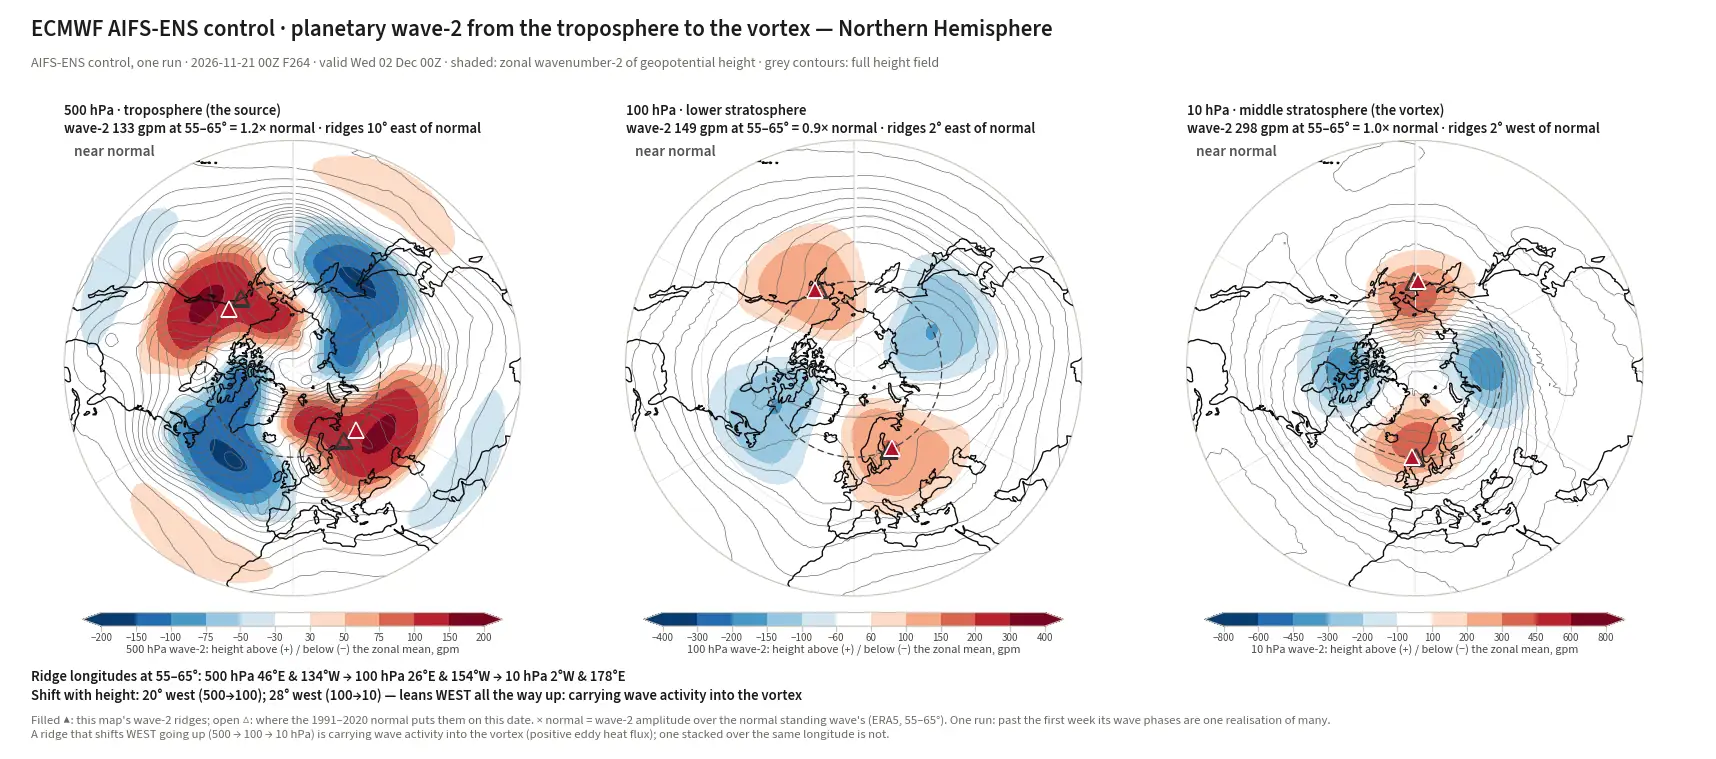 ECMWF AIFS-ENS control · planetary wave-2 from the troposphere to the vortex — Northern Hemisphere
AIFS-ENS control, one run · 2026-11-21 00Z F264 · valid Wed 02 Dec 00Z · shaded: zonal wavenumber-2 of geopotential height · grey contours: full height field
500 hPa · troposphere (the source)
wave-2 133 gpm at 55–65° = 1.2× normal · ridges 10° east of normal
near normal
100 hPa · lower stratosphere
wave-2 149 gpm at 55–65° = 0.9× normal · ridges 2° east of normal
near normal
10 hPa · middle stratosphere (the vortex)
wave-2 298 gpm at 55–65° = 1.0× normal · ridges 2° west of normal
near normal
−200 −150 −100 −75 −50 −30 30 50 75 100 150 200
500 hPa wave-2: height above (+) / below (−) the zonal mean, gpm
−400 −300 −200 −150 −100 −60 60 100 150 200 300 400
100 hPa wave-2: height above (+) / below (−) the zonal mean, gpm
−800 −600 −450 −300 −200 −100 100 200 300 450 600 800
10 hPa wave-2: height above (+) / below (−) the zonal mean, gpm
Ridge longitudes at 55–65°: 500 hPa 46°E & 134°W → 100 hPa 26°E & 154°W → 10 hPa 2°W & 178°E
Shift with height: 20° west (500→100); 28° west (100→10) — leans WEST all the way up: carrying wave activity into the vortex
Filled ▲: this map's wave-2 ridges; open △: where the 1991–2020 normal puts them on this date. × normal = wave-2 amplitude over the normal standing wave's (ERA5, 55–65°). One run: past the first week its wave phases are one realisation of many.
A ridge that shifts WEST going up (500 → 100 → 10 hPa) is carrying wave activity into the vortex (positive eddy heat flux); one stacked over the same longitude is not.